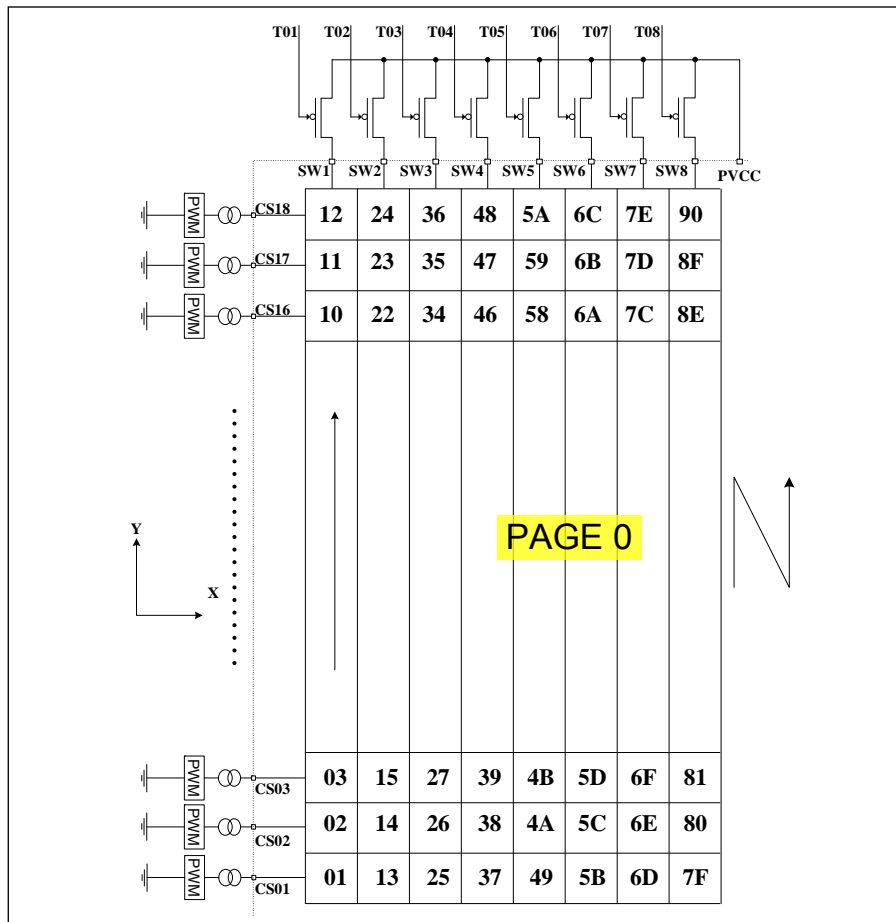 T01 T02 T03 T04 T05 T06 T07 T08
SW1 SW2 SW3 SW4 SW5 SW6 SW7 SW8 PVCC
PWM CS18 12 24 36 48 5A 6C 7E 90
PWM CS17 11 23 35 47 59 6B 7D 8F
PWM CS16 10 22 34 46 58 6A 7C 8E
PAGE 0
Y
X
PWM CS03 03 15 27 39 4B 5D 6F 81
PWM CS02 02 14 26 38 4A 5C 6E 80
PWM CS01 01 13 25 37 49 5B 6D 7F